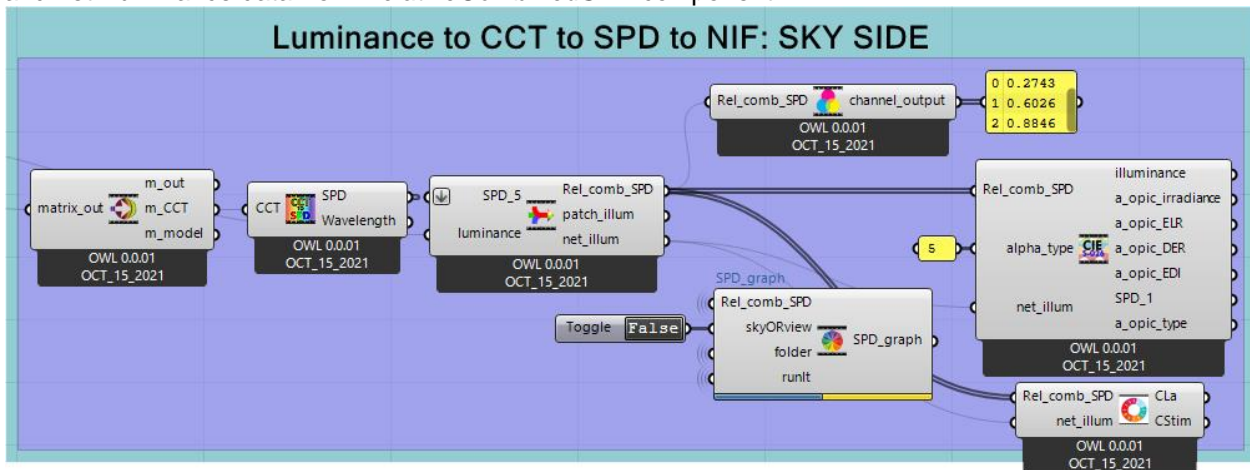 Luminance to CCT to SPD to NIF: SKY SIDE
Rel_comb_SPD channel_output
OWL 0.0.01
OCT_15_2021
0 0.2743
1 0.6026
2 0.8846
matrix_out
m_out
m_CCT
m_model
OWL 0.0.01
OCT_15_2021
CCT
CCT
SPD
SPD
Wavelength
OWL 0.0.01
OCT_15_2021
SPD_5
luminance
Rel_comb_SPD
patch_illum
net_illum
OWL 0.0.01
OCT_15_2021
5
Rel_comb_SPD
alpha_type
net_illum
CIE
S-026
illuminance
a_opic_irradiance
a_opic_ELR
a_opic_DER
a_opic_EDI
SPD_1
a_opic_type
OWL 0.0.01
OCT_15_2021
Toggle False
SPD_graph
Rel_comb_SPD
skyORview
folder
runIt
SPD_graph
Rel_comb_SPD
net_illum
CLa
CStim
OWL 0.0.01
OCT_15_2021